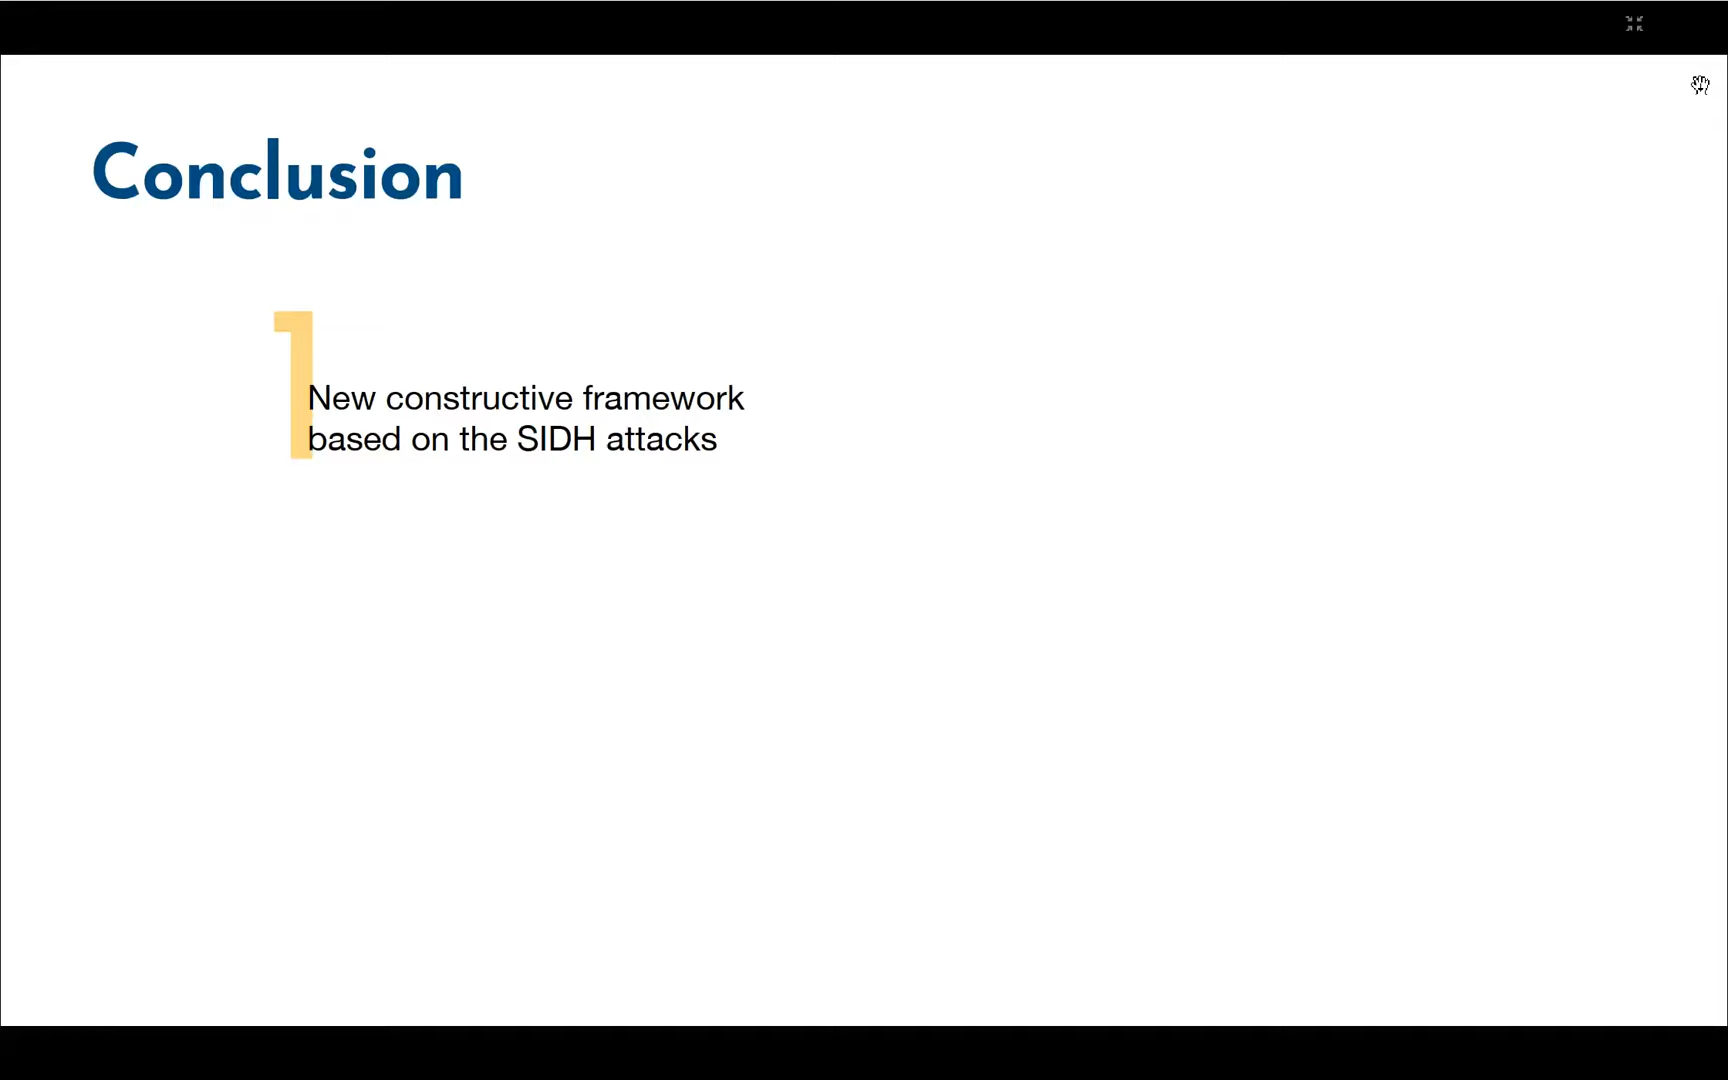 Conclusion
1
New constructive framework
based on the SIDH attacks